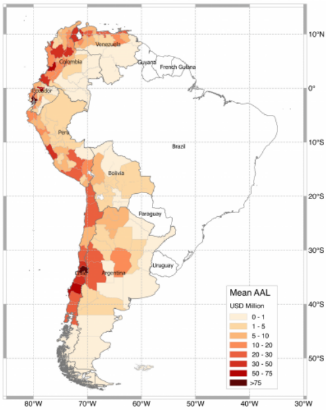 10°N
Venezuela
Guyana
Colombia
French Guiana
0°
Ecuador
Peru
Brazil
10°S
Bolivia
20°S
Paraguay
30°S
Uruguay
Argentina
Mean AAL
USD Million
0 - 1
1 - 5
5 - 10
10 - 20
20 - 30
30 - 50
50 - 75
>75
40°S
50°S
80°W 70°W 60°W 50°W 40°W 30°W